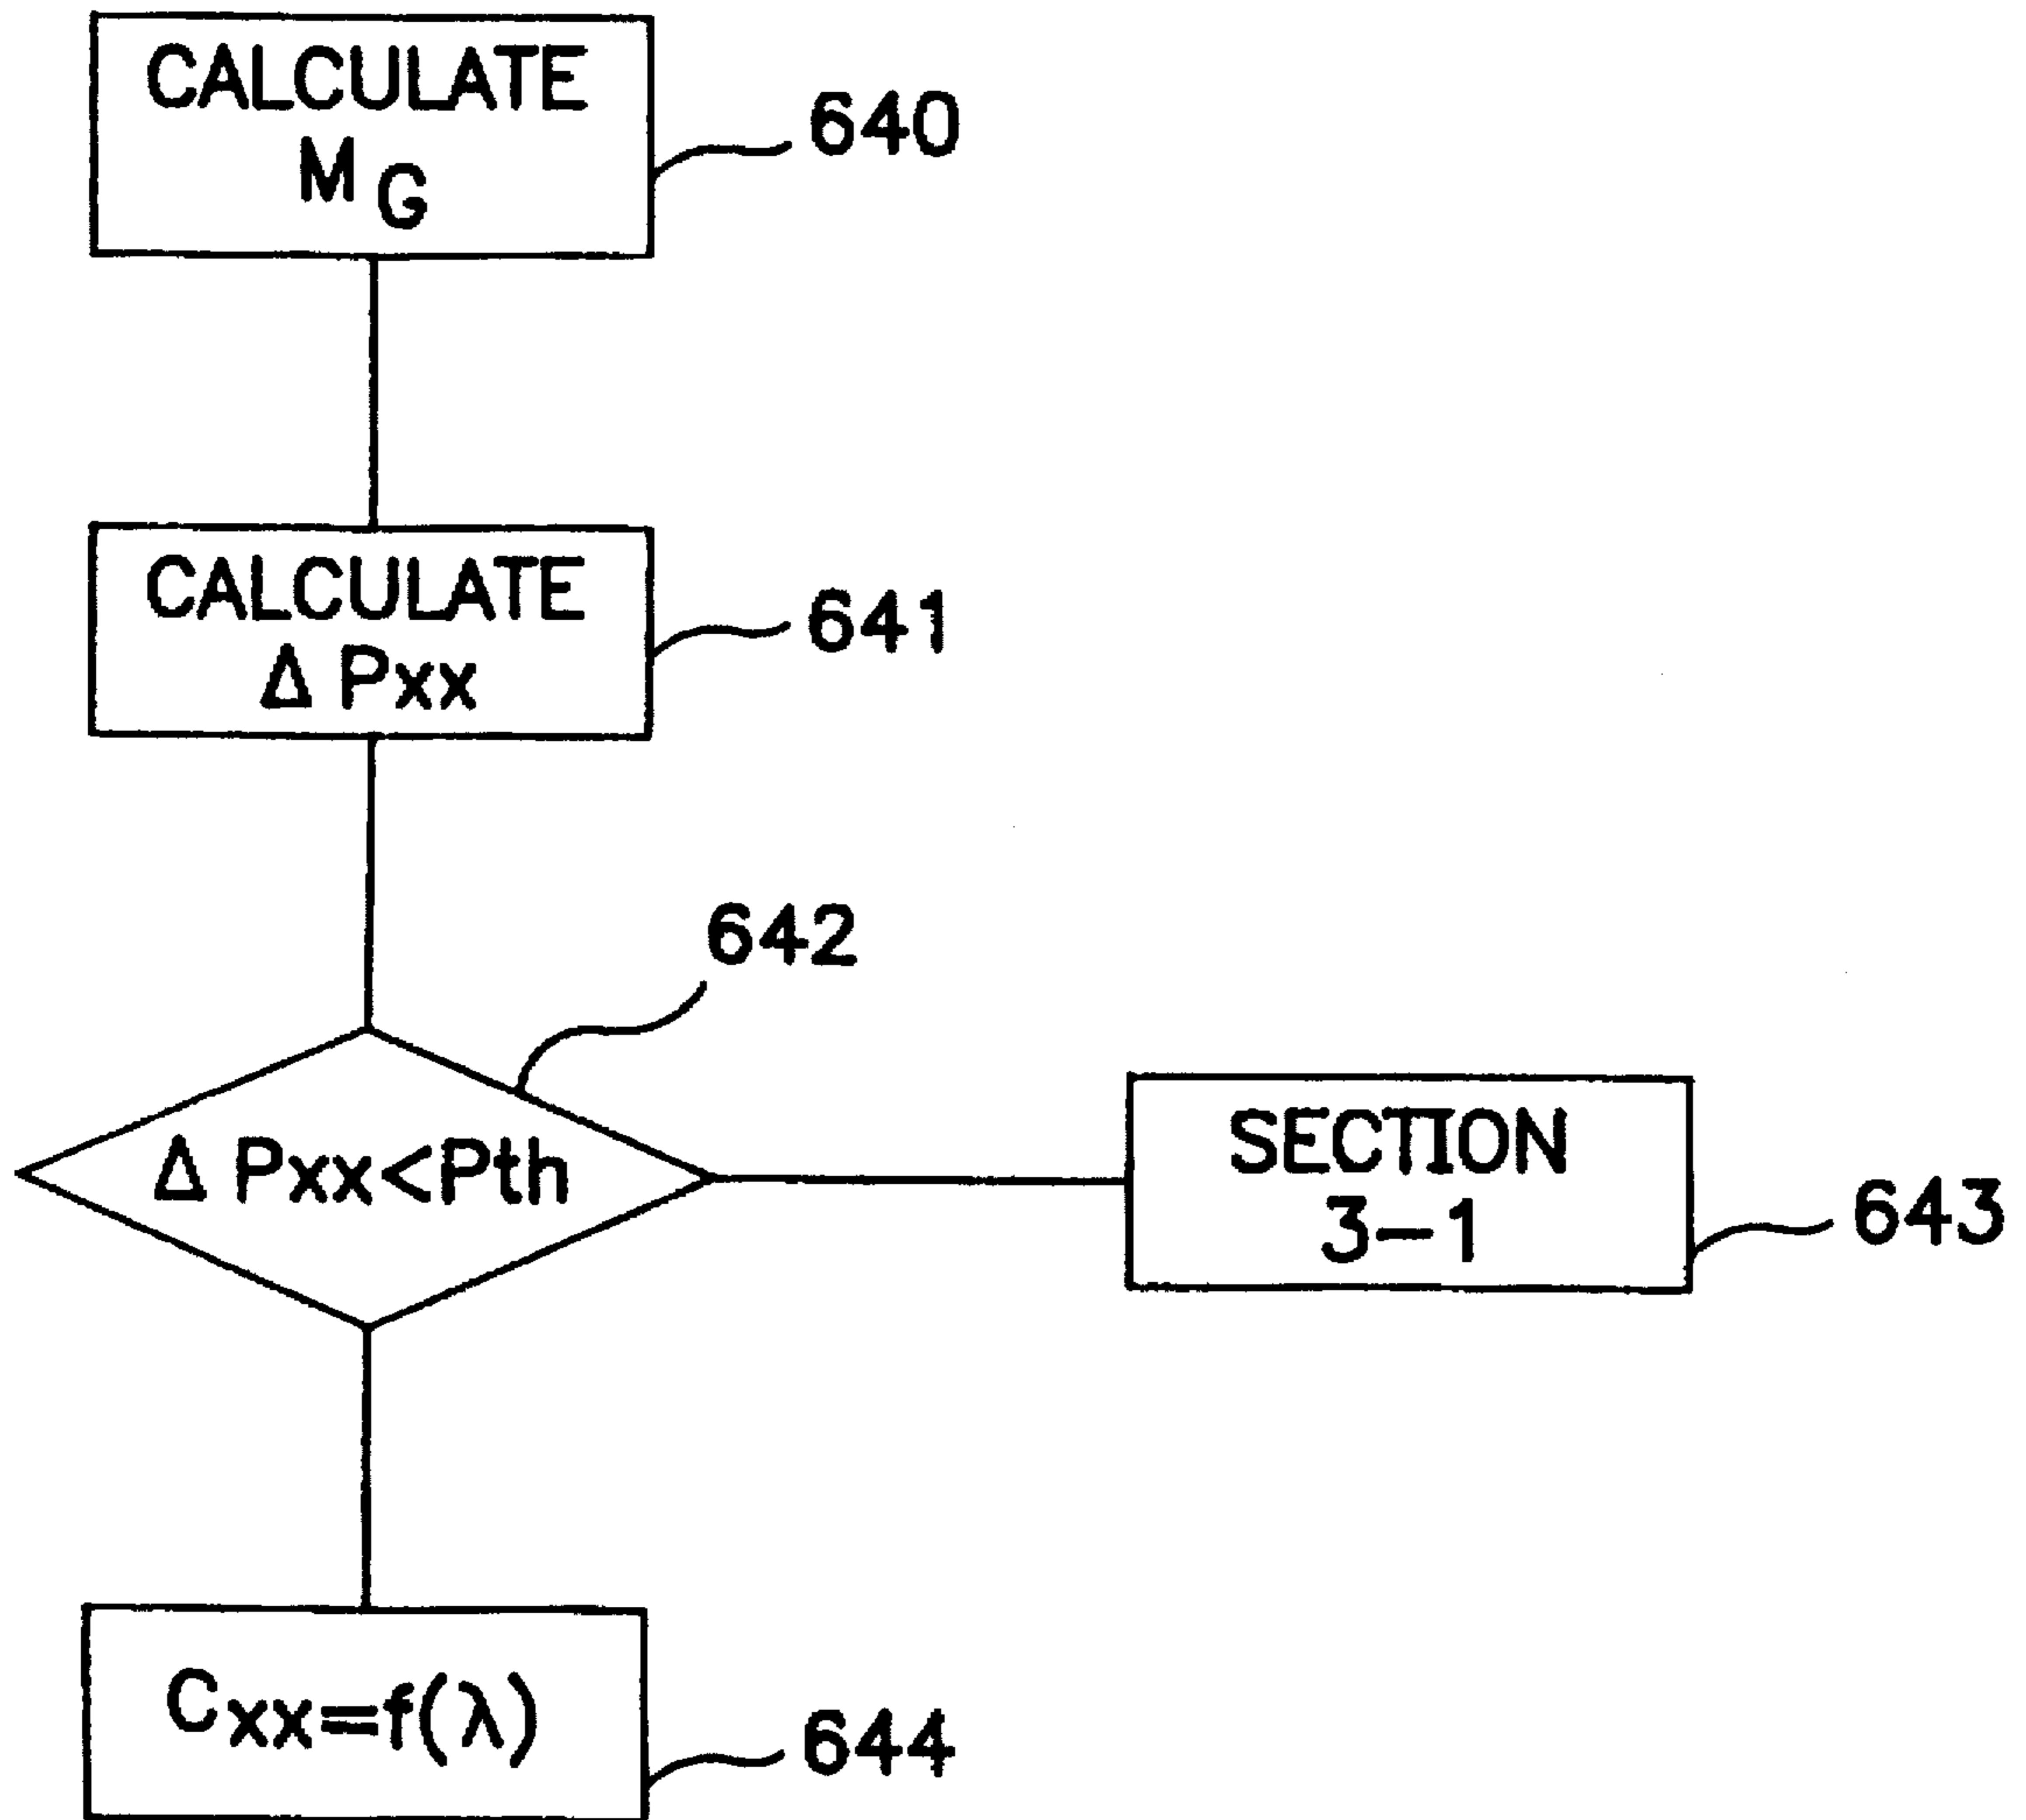 CALCULATE
M G
640
CALCULATE
Δ Pxx
641
642
Δ Pxx<Pth
SECTION
3-1
643
Cxx=f(λ)
644